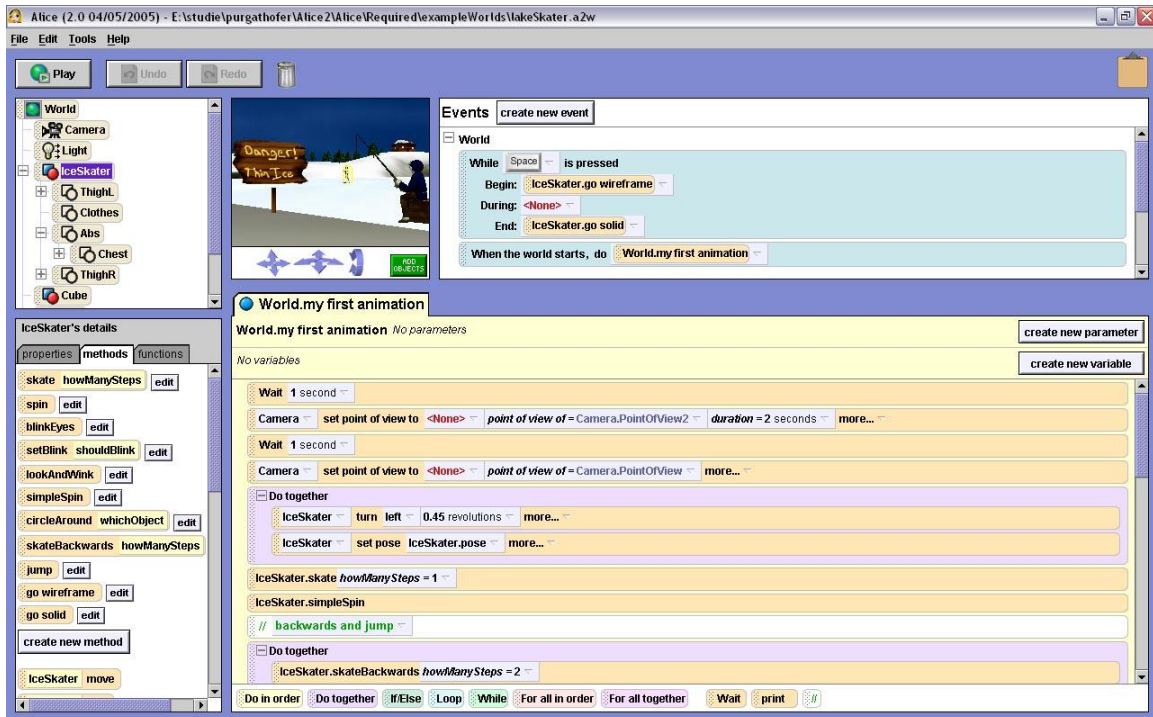 Alice (2.0 04/05/2005) - E:\studie\purgathofer\Alice2\Alice\Required\exampleWorlds\lakeSkater.a2w
File Edit Tools Help
Play Undo Redo
World
Camera
Light
IceSkater
ThighL
Clothes
Abs
Chest
ThighR
Cube
Danger!
Thin Ice
ADD
OBJECTS
Events create new event
World
While Space is pressed
Begin: IceSkater.go wireframe
During: <None>
End: IceSkater.go solid
When the world starts, do World.my first animation
IceSkater's details
properties methods functions
skate howManySteps edit
spin edit
blinkEyes edit
setBlink shouldBlink edit
lookAndWink edit
simpleSpin edit
circleAround whichObject edit
skateBackwards howManySteps
jump edit
go wireframe edit
go solid edit
create new method
IceSkater move
World.my first animation
World.my first animation No parameters create new parameter
No variables create new variable
Wait 1 second
Camera set point of view to <None> point of view of = Camera.PointOfView2 duration = 2 seconds more...
Wait 1 second
Camera set point of view to <None> point of view of = Camera.PointOfView more...
Do together
IceSkater turn left 0.45 revolutions more...
IceSkater set pose IceSkater.pose more...
IceSkater.skate howManySteps = 1
IceSkater.simpleSpin
// backwards and jump
Do together
IceSkater.skateBackwards howManySteps = 2
Do in order Do together If/Else Loop While For all in order For all together Wait print //